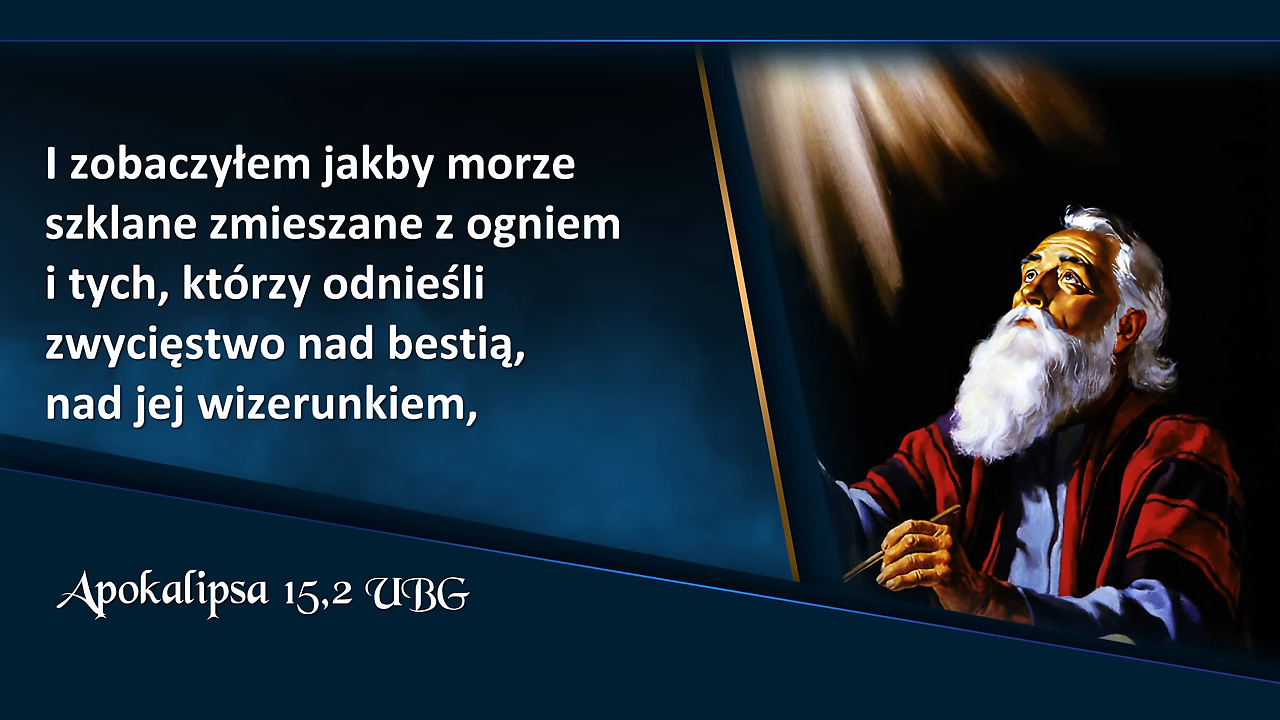 I zobaczyłem jakby morze
szklane zmieszane z ogniem
i tych, którzy odnieśli
zwycięstwo nad bestią,
nad jej wizerunkiem,
Apokalipsa 15,2 UBG